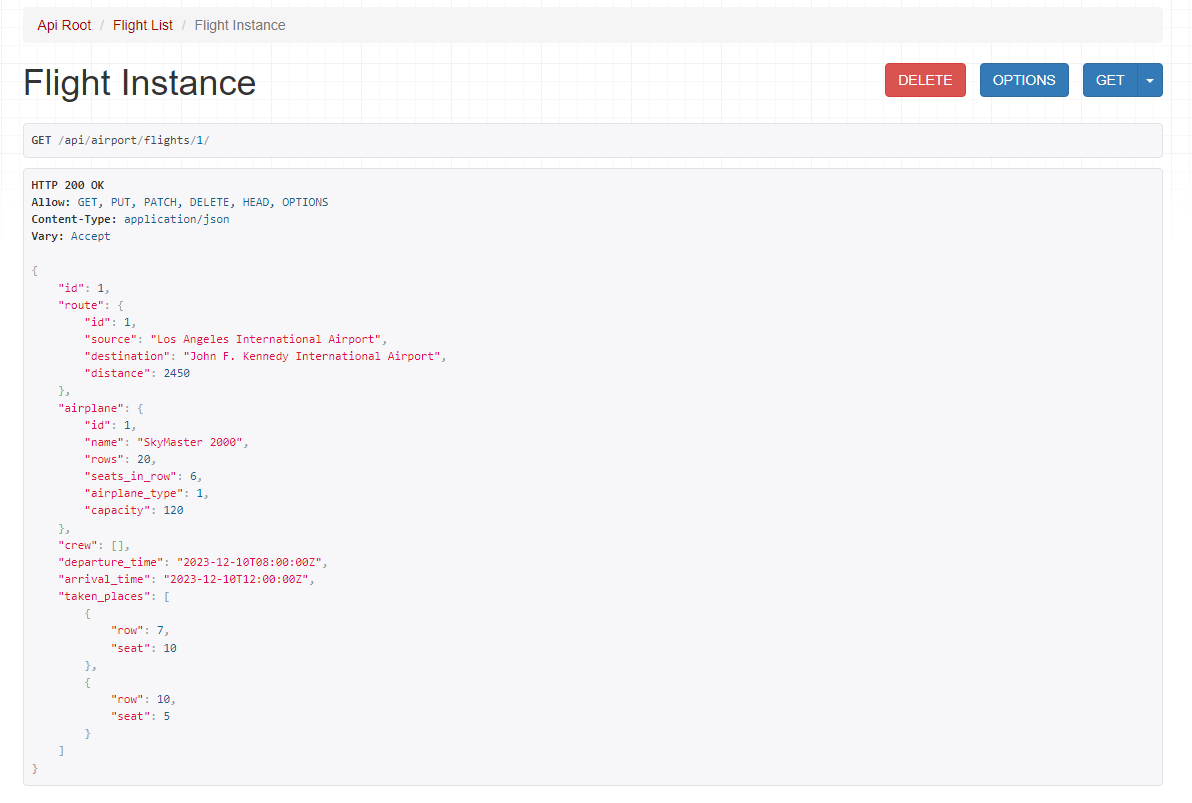 Api Root / Flight List / Flight Instance
Flight Instance
DELETE OPTIONS GET
GET /api/airport/flights/1/
HTTP 200 OK
Allow: GET, PUT, PATCH, DELETE, HEAD, OPTIONS
Content-Type: application/json
Vary: Accept
{
    "id": 1,
    "route": {
        "id": 1,
        "source": "Los Angeles International Airport",
        "destination": "John F. Kennedy International Airport",
        "distance": 2450
    },
    "airplane": {
        "id": 1,
        "name": "SkyMaster 2000",
        "rows": 20,
        "seats_in_row": 6,
        "airplane_type": 1,
        "capacity": 120
    },
    "crew": [],
    "departure_time": "2023-12-10T08:00:00Z",
    "arrival_time": "2023-12-10T12:00:00Z",
    "taken_places": [
        {
            "row": 7,
            "seat": 10
        },
        {
            "row": 10,
            "seat": 5
        }
    ]
}